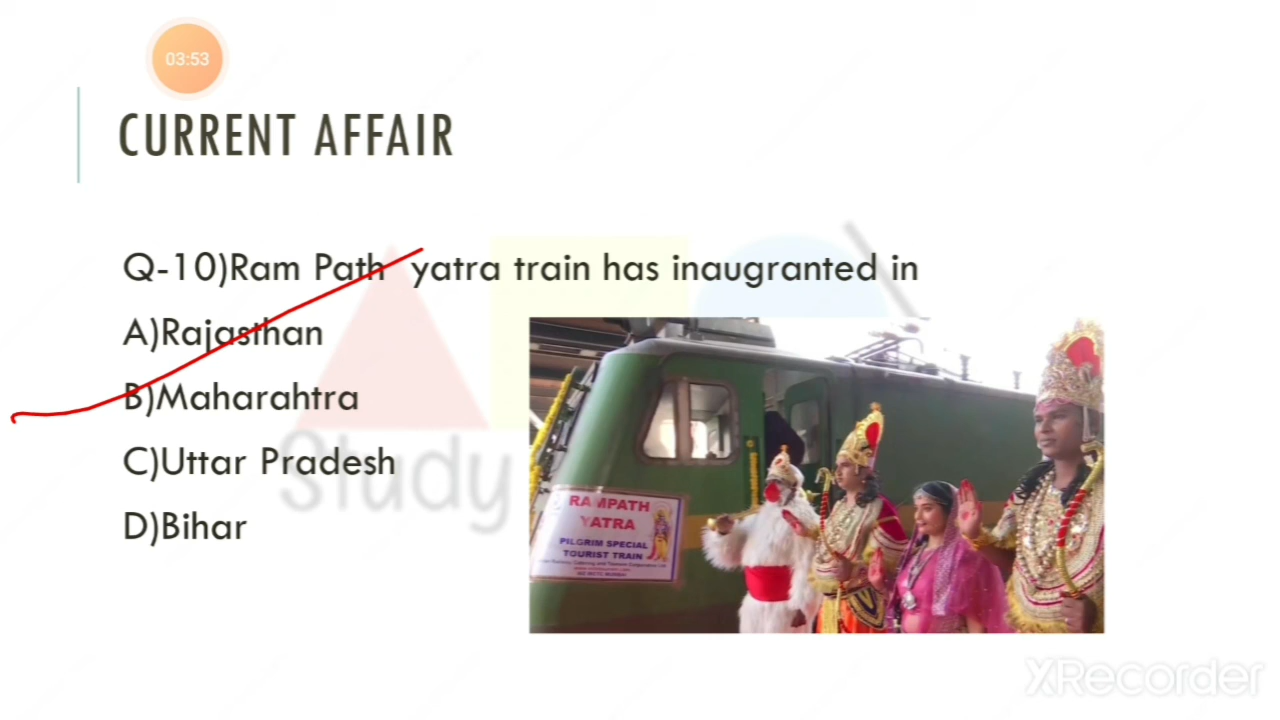 03:53
CURRENT AFFAIR
Q-10)Ram Path yatra train has inaugranted in
A)Rajasthan
B)Maharahtra
C)Uttar Pradesh
D)Bihar
Study
RAMPATH
YATRA
PILGRIM SPECIAL
TOURIST TRAIN
XRecorder